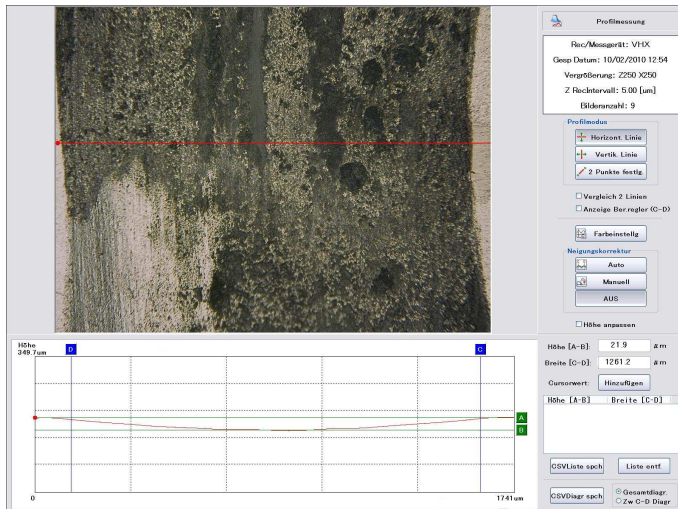 Profilmessung
Rec/Messgerät: VHX
Gesp Datum: 10/02/2010 12:54
Vergrößerung: Z250 X250
Z RecIntervall: 5.00 [um]
Bilderanzahl: 9
Profilmodus
Horizont. Linie
Vertik. Linie
2 Punkte festlg.
Vergleich 2 Linien
Anzeige Ber.regler (C-D)
Farbeinstellg
Neigungskorrektur
Auto
Manuell
AUS
Höhe anpassen
Höhe
349.7um
D
C
A
B
0
1741um
Höhe [A-B]: 21.9 µm
Breite [C-D]: 1261.2 µm
Cursorwert: Hinzufügen
Höhe [A-B] Breite [C-D]
CSVListe spch Liste entf.
CSVDiagr spch
Gesamtdiagr.
Zw C-D Diagr